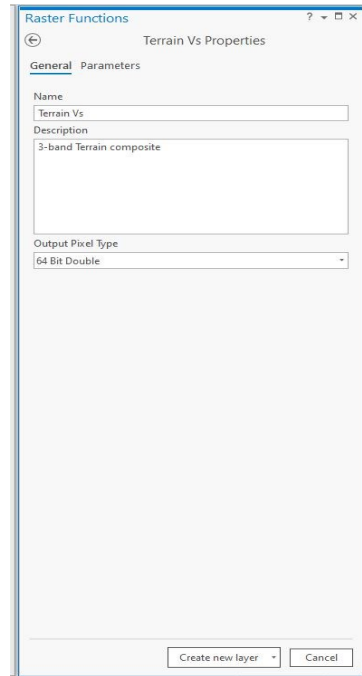 Raster Functions
Terrain Vs Properties
General Parameters
Name
Terrain Vs
Description
3-band Terrain composite
Output Pixel Type
64 Bit Double
Create new layer Cancel